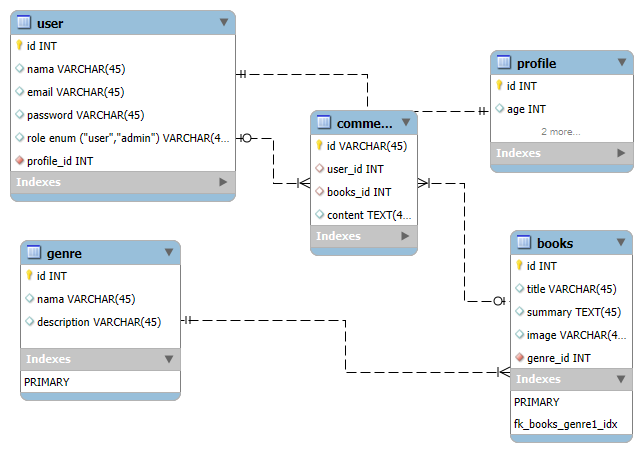 user
id INT
nama VARCHAR(45)
email VARCHAR(45)
password VARCHAR(45)
role enum ("user","admin") VARCHAR(4...
profile_id INT
Indexes
profile
id INT
age INT
2 more...
Indexes
comme...
id VARCHAR(45)
user_id INT
books_id INT
content TEXT(4...
Indexes
genre
id INT
nama VARCHAR(45)
description VARCHAR(45)
Indexes
PRIMARY
books
id INT
title VARCHAR(45)
summary TEXT(45)
image VARCHAR(4...
genre_id INT
Indexes
PRIMARY
fk_books_genre1_idx